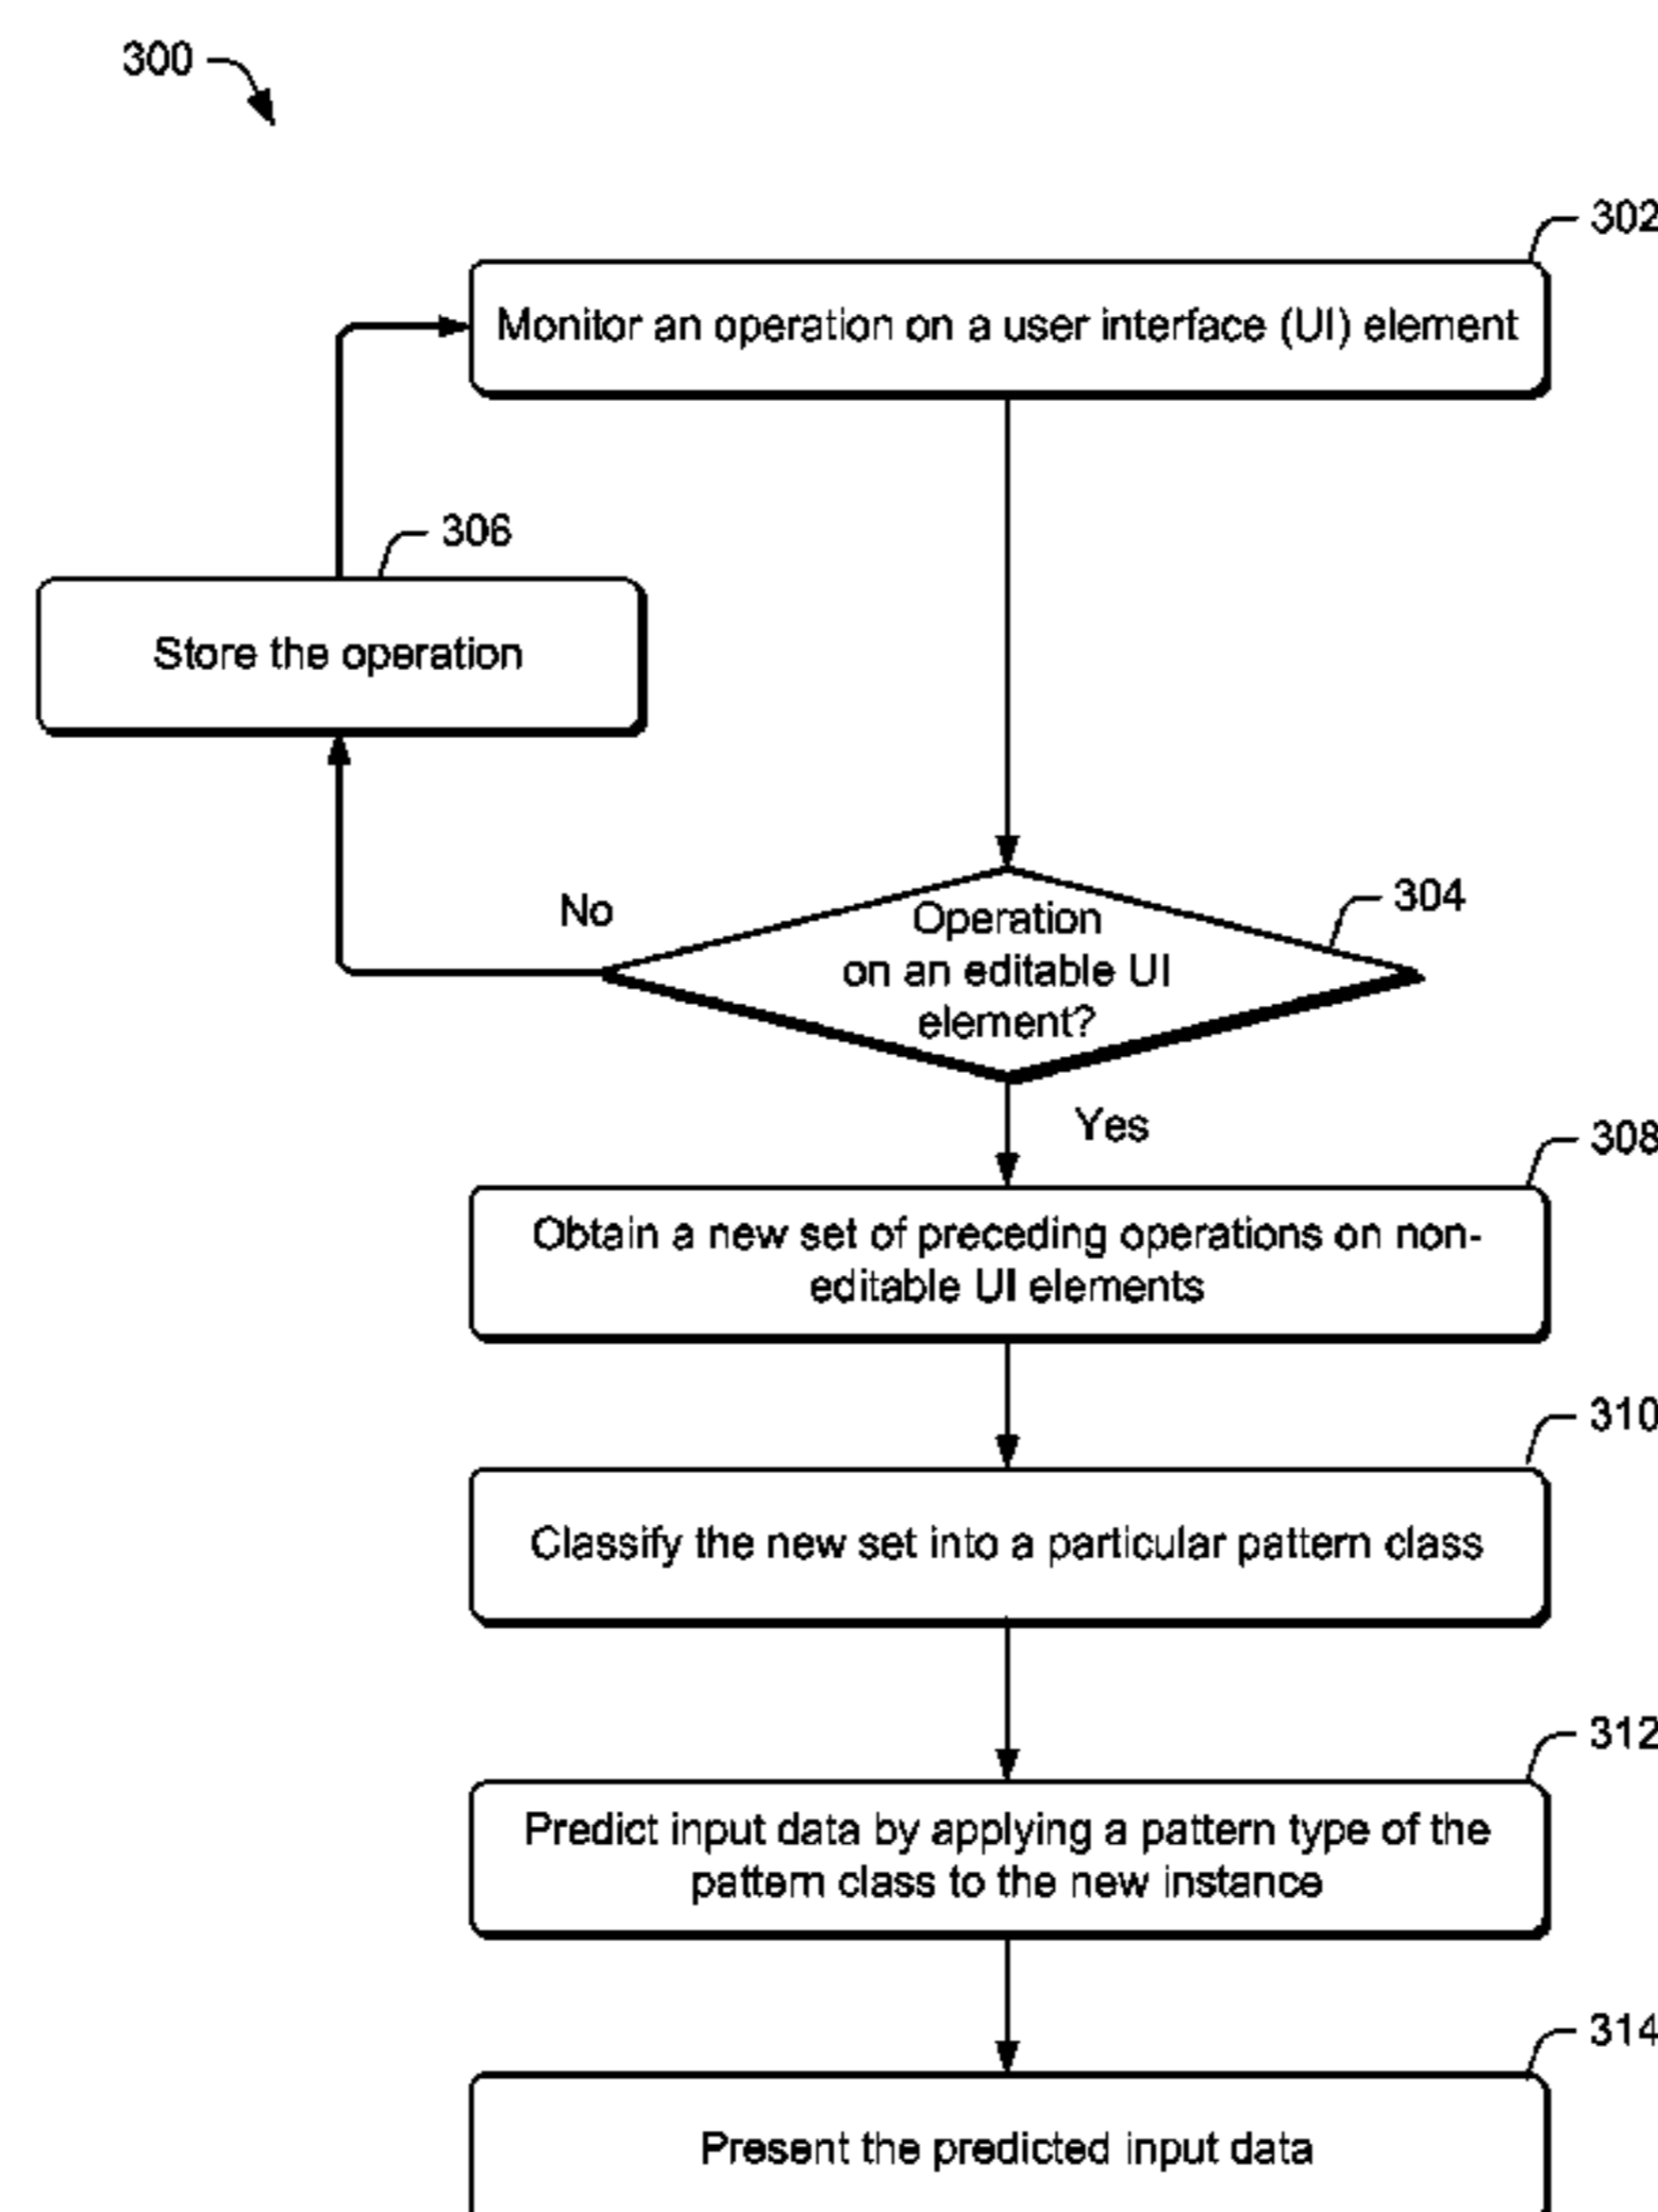 300
302
Monitor an operation on a user interface (UI) element
306
Store the operation
No
304
Operation
on an editable UI
element?
Yes
308
Obtain a new set of preceding operations on non-
editable UI elements
310
Classify the new set into a particular pattern class
312
Predict input data by applying a pattern type of the
pattern class to the new instance
314
Present the predicted input data